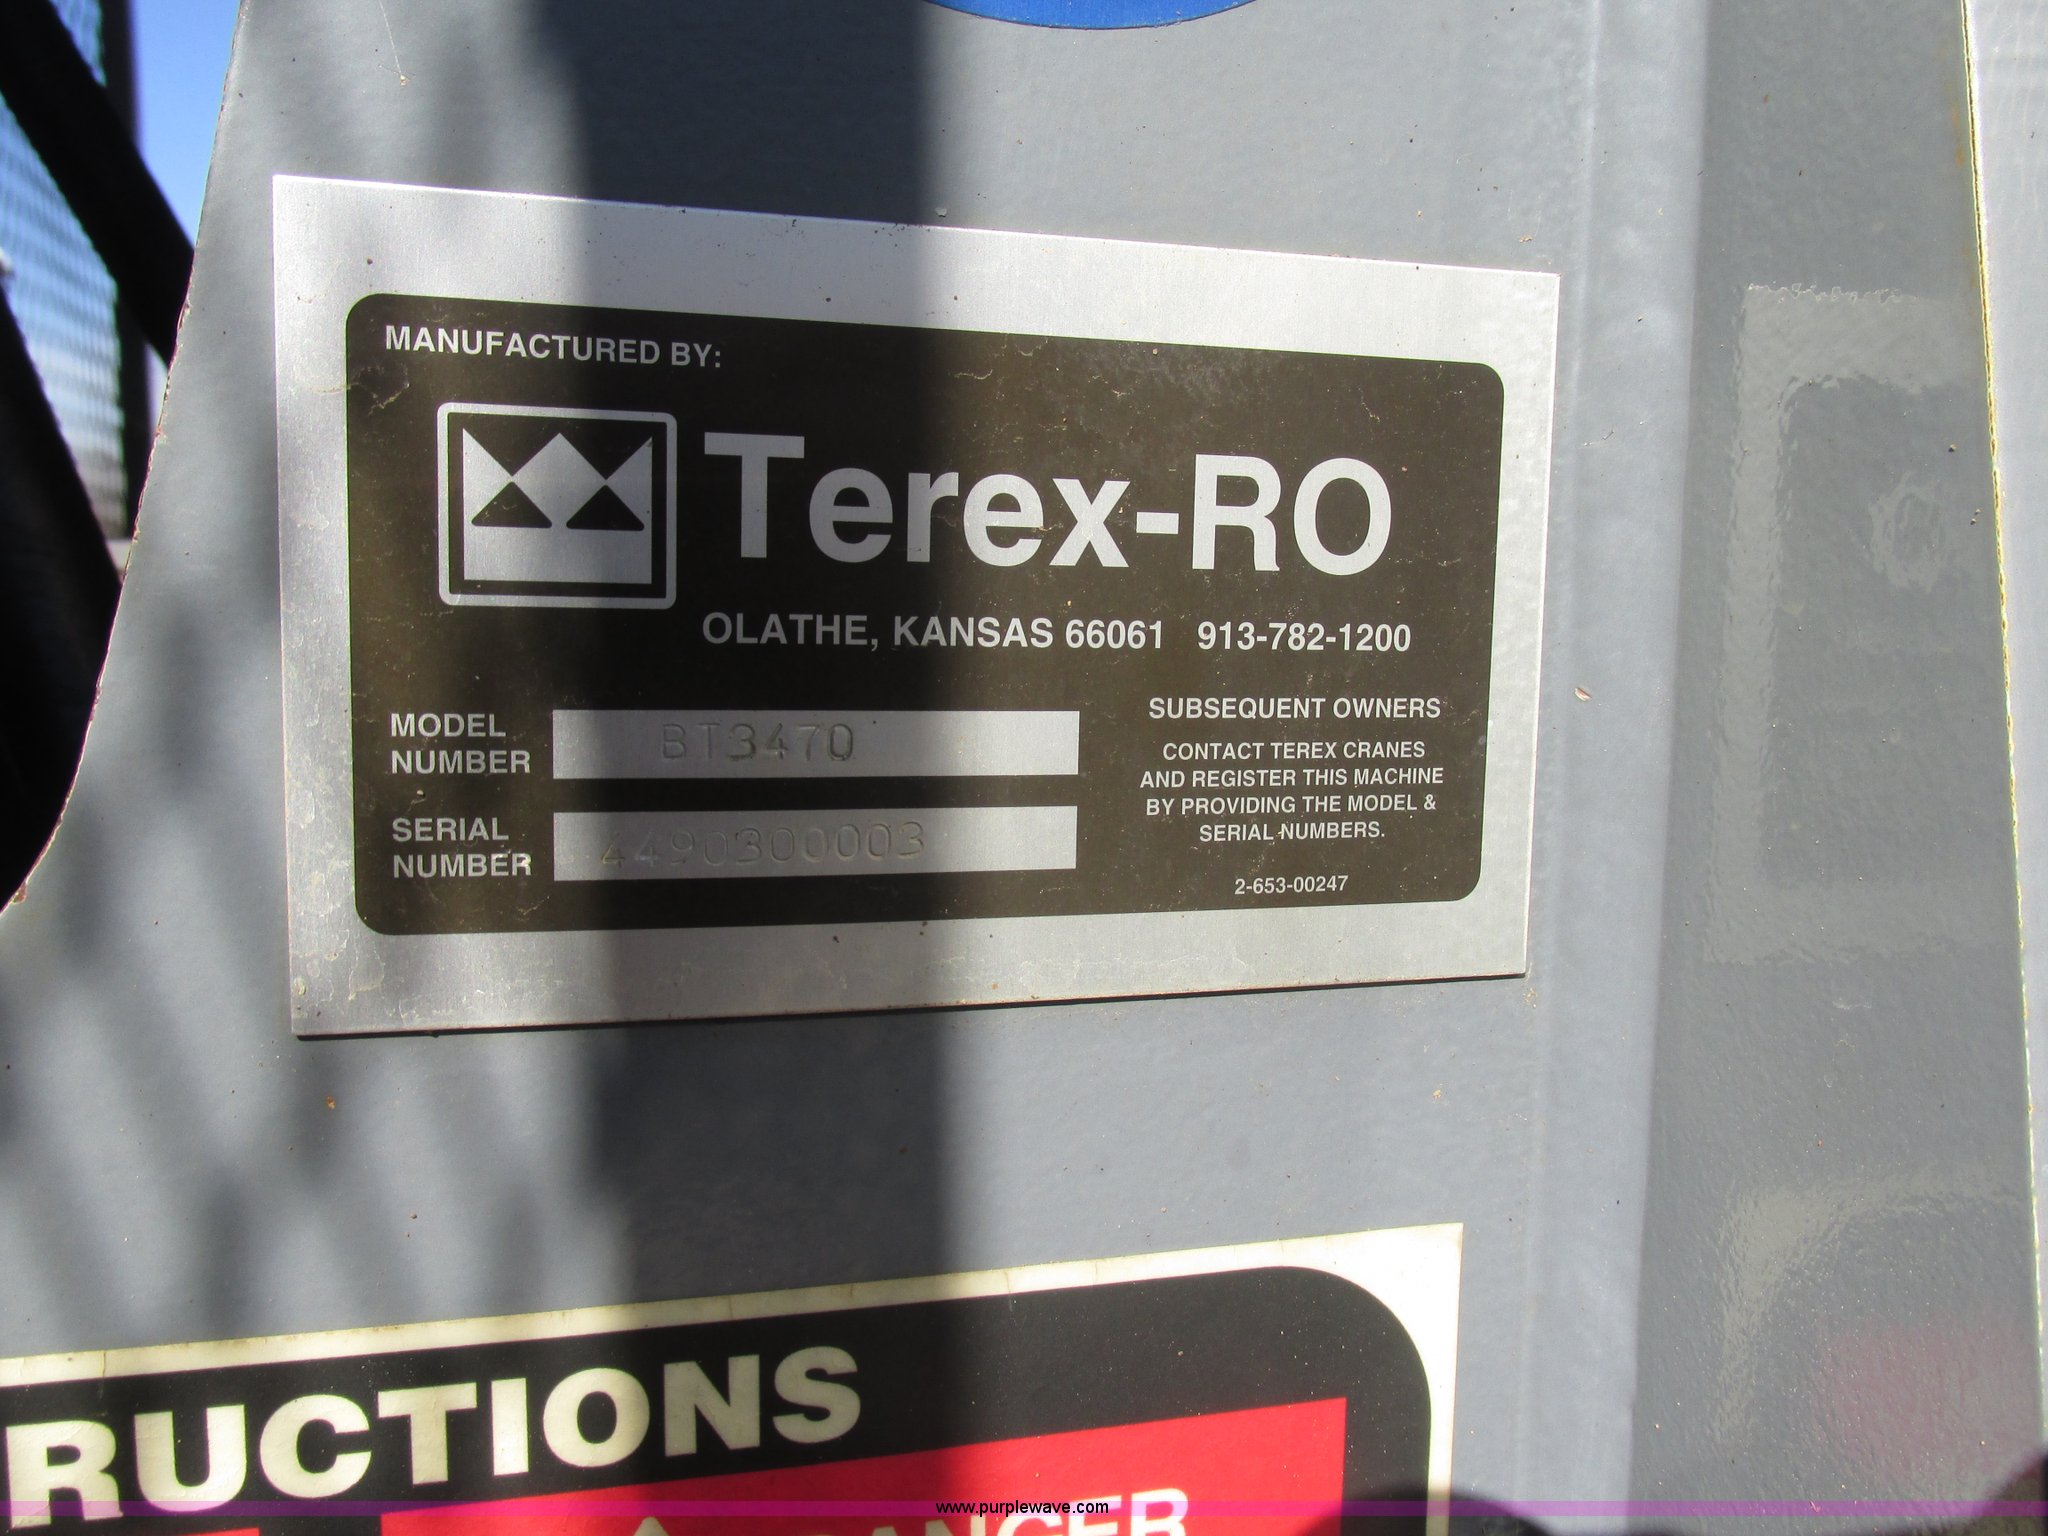 MANUFACTURED BY:
Terex-RO
OLATHE, KANSAS 66061 913-782-1200
MODEL
NUMBER
BT3470
SERIAL
NUMBER
4490300003
SUBSEQUENT OWNERS
CONTACT TEREX CRANES
AND REGISTER THIS MACHINE
BY PROVIDING THE MODEL &
SERIAL NUMBERS.
2-653-00247
RUCTIONS
DANGER
www.purplewave.com